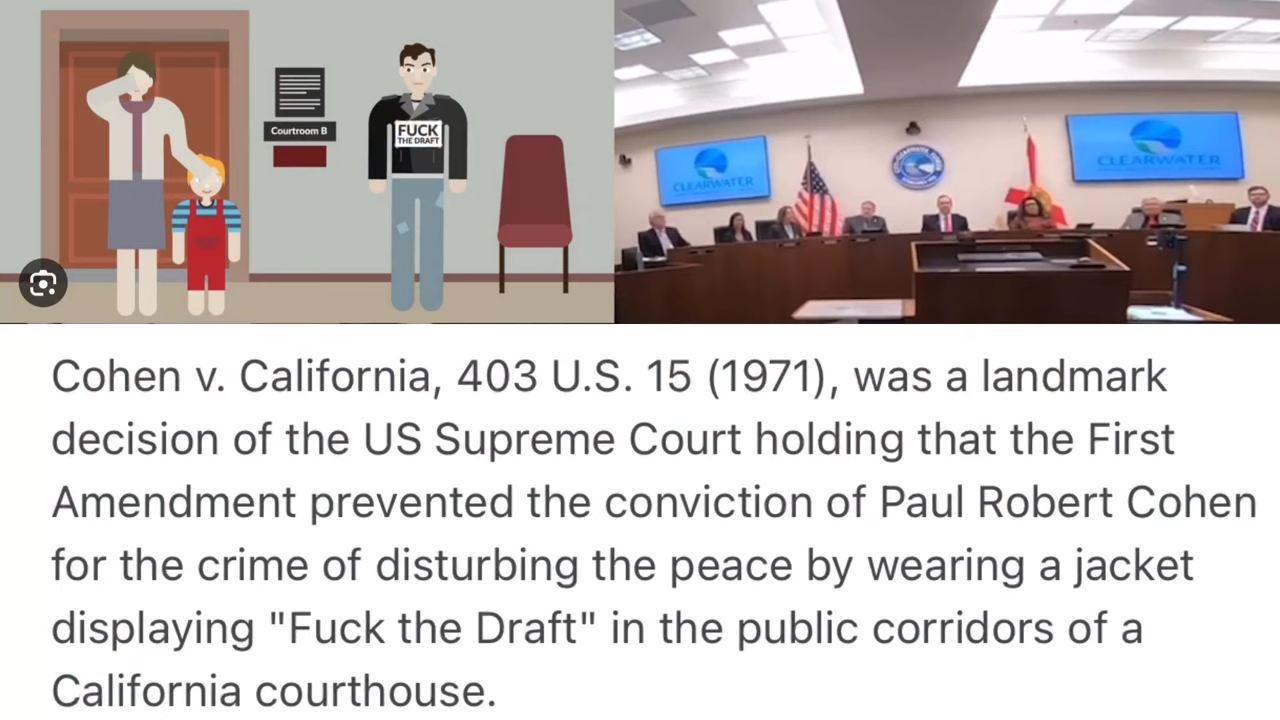 Courtroom B
FUCK
THE DRAFT
CLEARWATER
CLEARWATER
Cohen v. California, 403 U.S. 15 (1971), was a landmark
decision of the US Supreme Court holding that the First
Amendment prevented the conviction of Paul Robert Cohen
for the crime of disturbing the peace by wearing a jacket
displaying "Fuck the Draft" in the public corridors of a
California courthouse.